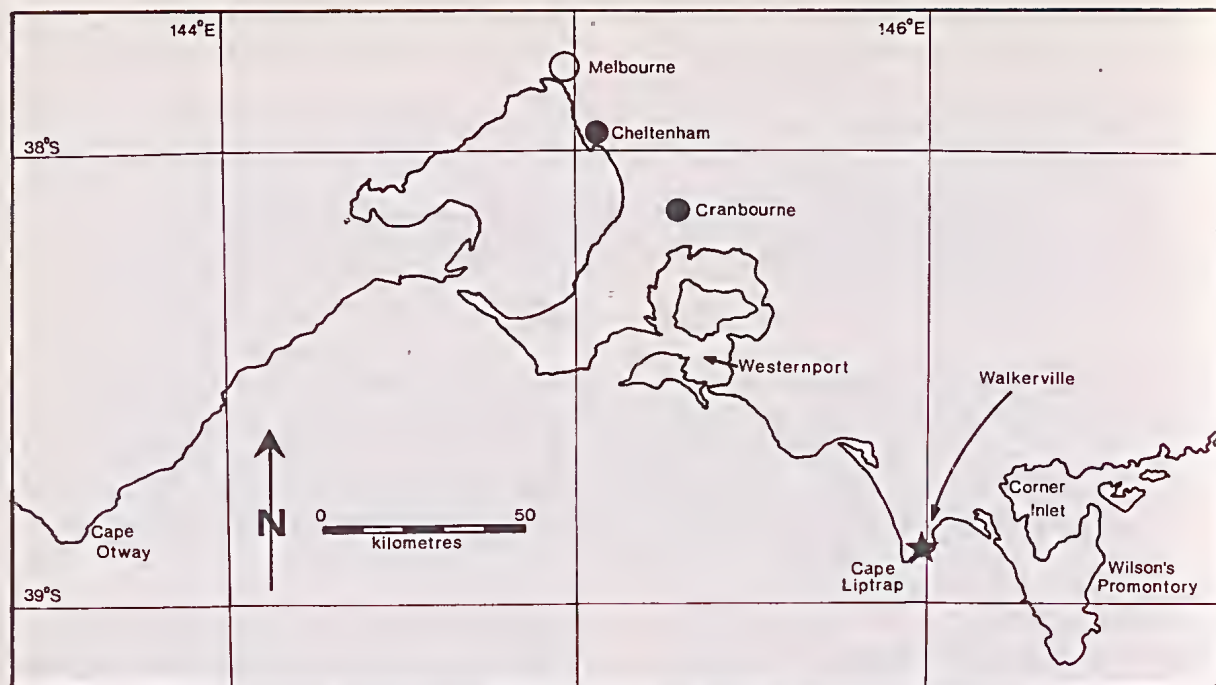 144°E
146°E
Melbourne
Cheltenham
38°S
Cranbourne
Westernport
Walkerville
Corner
Inlet
0 50
kilometres
N
Cape
Otway
Cape
Liptrap
Wilson's
Promontory
39°S